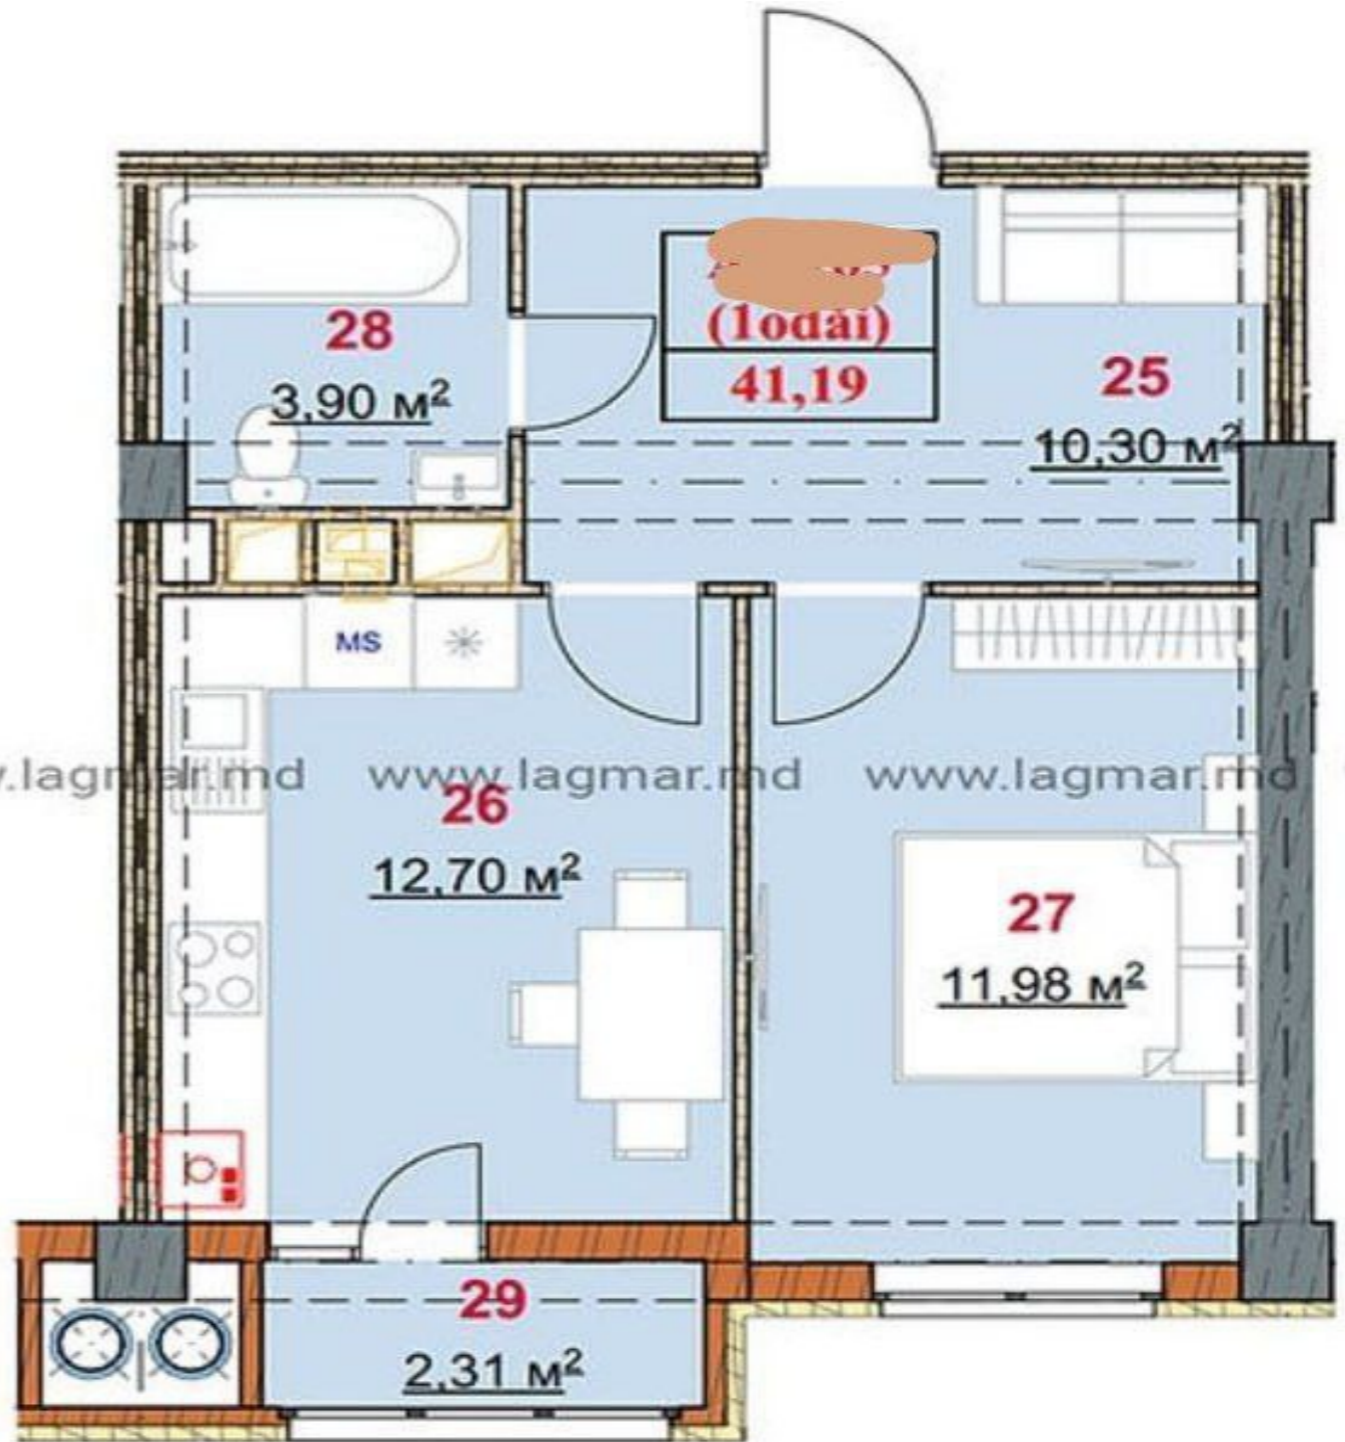 (1odai)
41,19
28
3,90 м²
25
10,30 м²
MS
www.lagmar.md
www.lagmar.md
26
12,70 м²
27
11,98 м²
29
2,31 м²